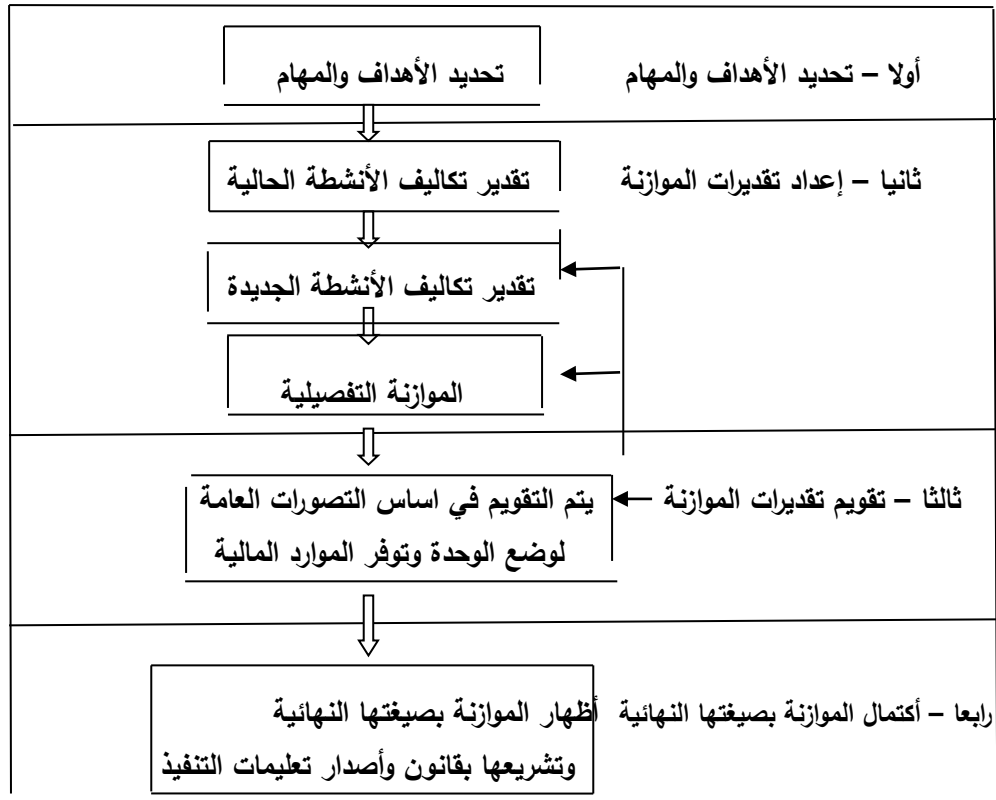 أولا – تحديد الأهداف والمهام
تحديد الأهداف والمهام
ثانيا – إعداد تقديرات الموازنة
تقدير تكاليف الأنشطة الحالية
تقدير تكاليف الأنشطة الجديدة
الموازنة التفصيلية
ثالثا – تقويم تقديرات الموازنة
يتم التقويم في اساس التصورات العامة
لوضع الوحدة وتوفر الموارد المالية
رابعا – أكتمال الموازنة بصيغتها النهائية
أظهار الموازنة بصيغتها النهائية
وتشريعها بقانون وأصدار تعليمات التنفيذ